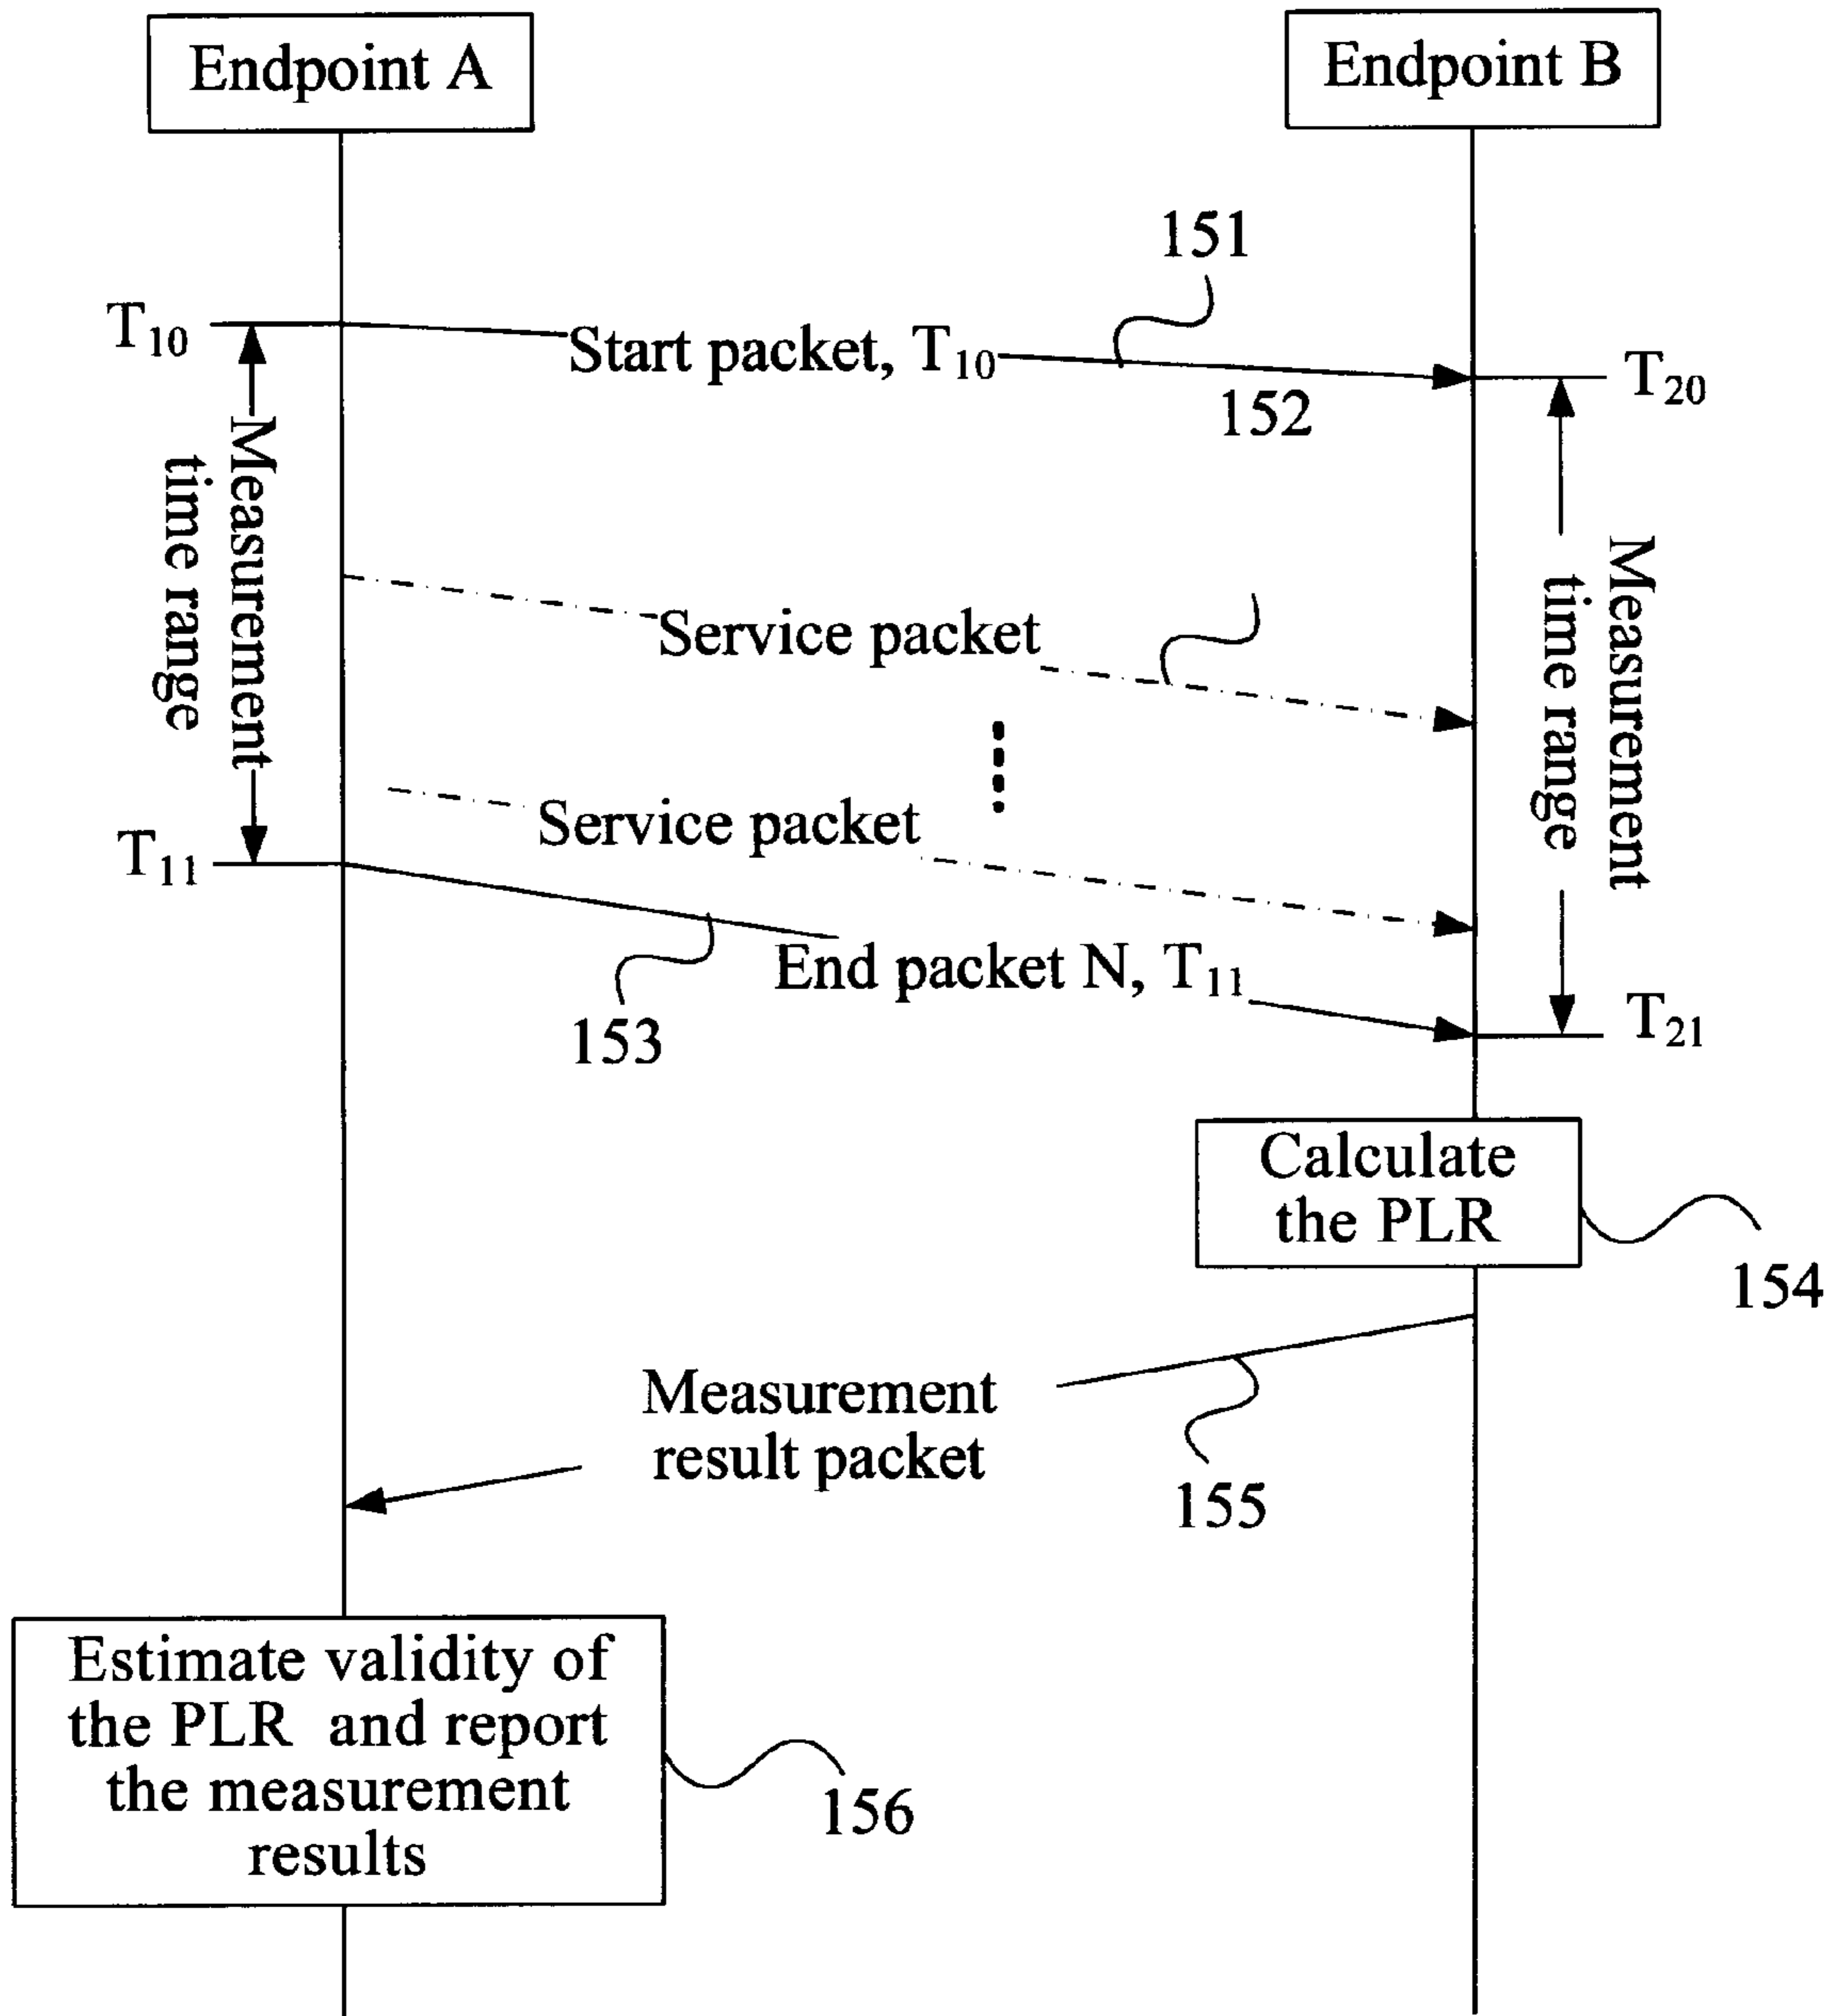 Endpoint A
Endpoint B
151
T10
Start packet, T10
T20
152
Measurement
time range
Measurement
time range
Service packet
Service packet
T11
End packet N, T11
T21
153
Calculate
the PLR
154
Measurement
result packet
155
Estimate validity of
the PLR and report
the measurement
results
156